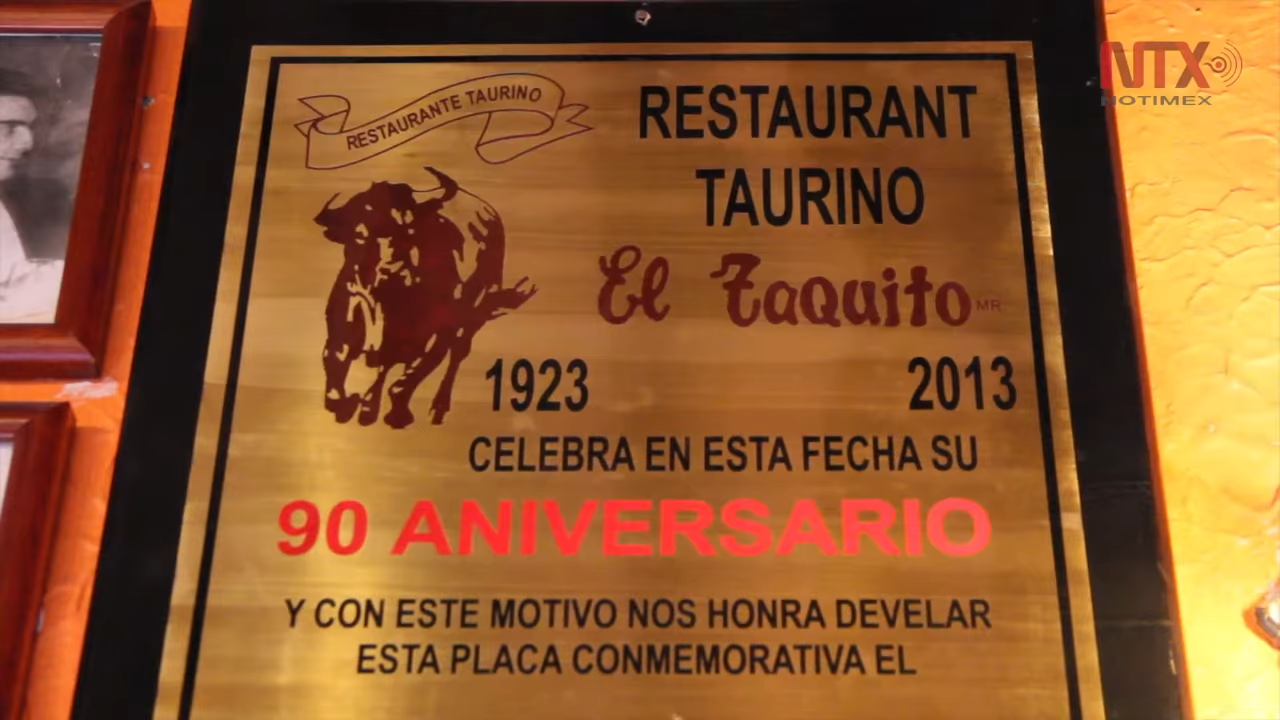 NTX
NOTIMEX
RESTAURANTE TAURINO
RESTAURANT
TAURINO
El Taquito MR
1923 2013
CELEBRA EN ESTA FECHA SU
90 ANIVERSARIO
Y CON ESTE MOTIVO NOS HONRA DEVELAR
ESTA PLACA CONMEMORATIVA EL